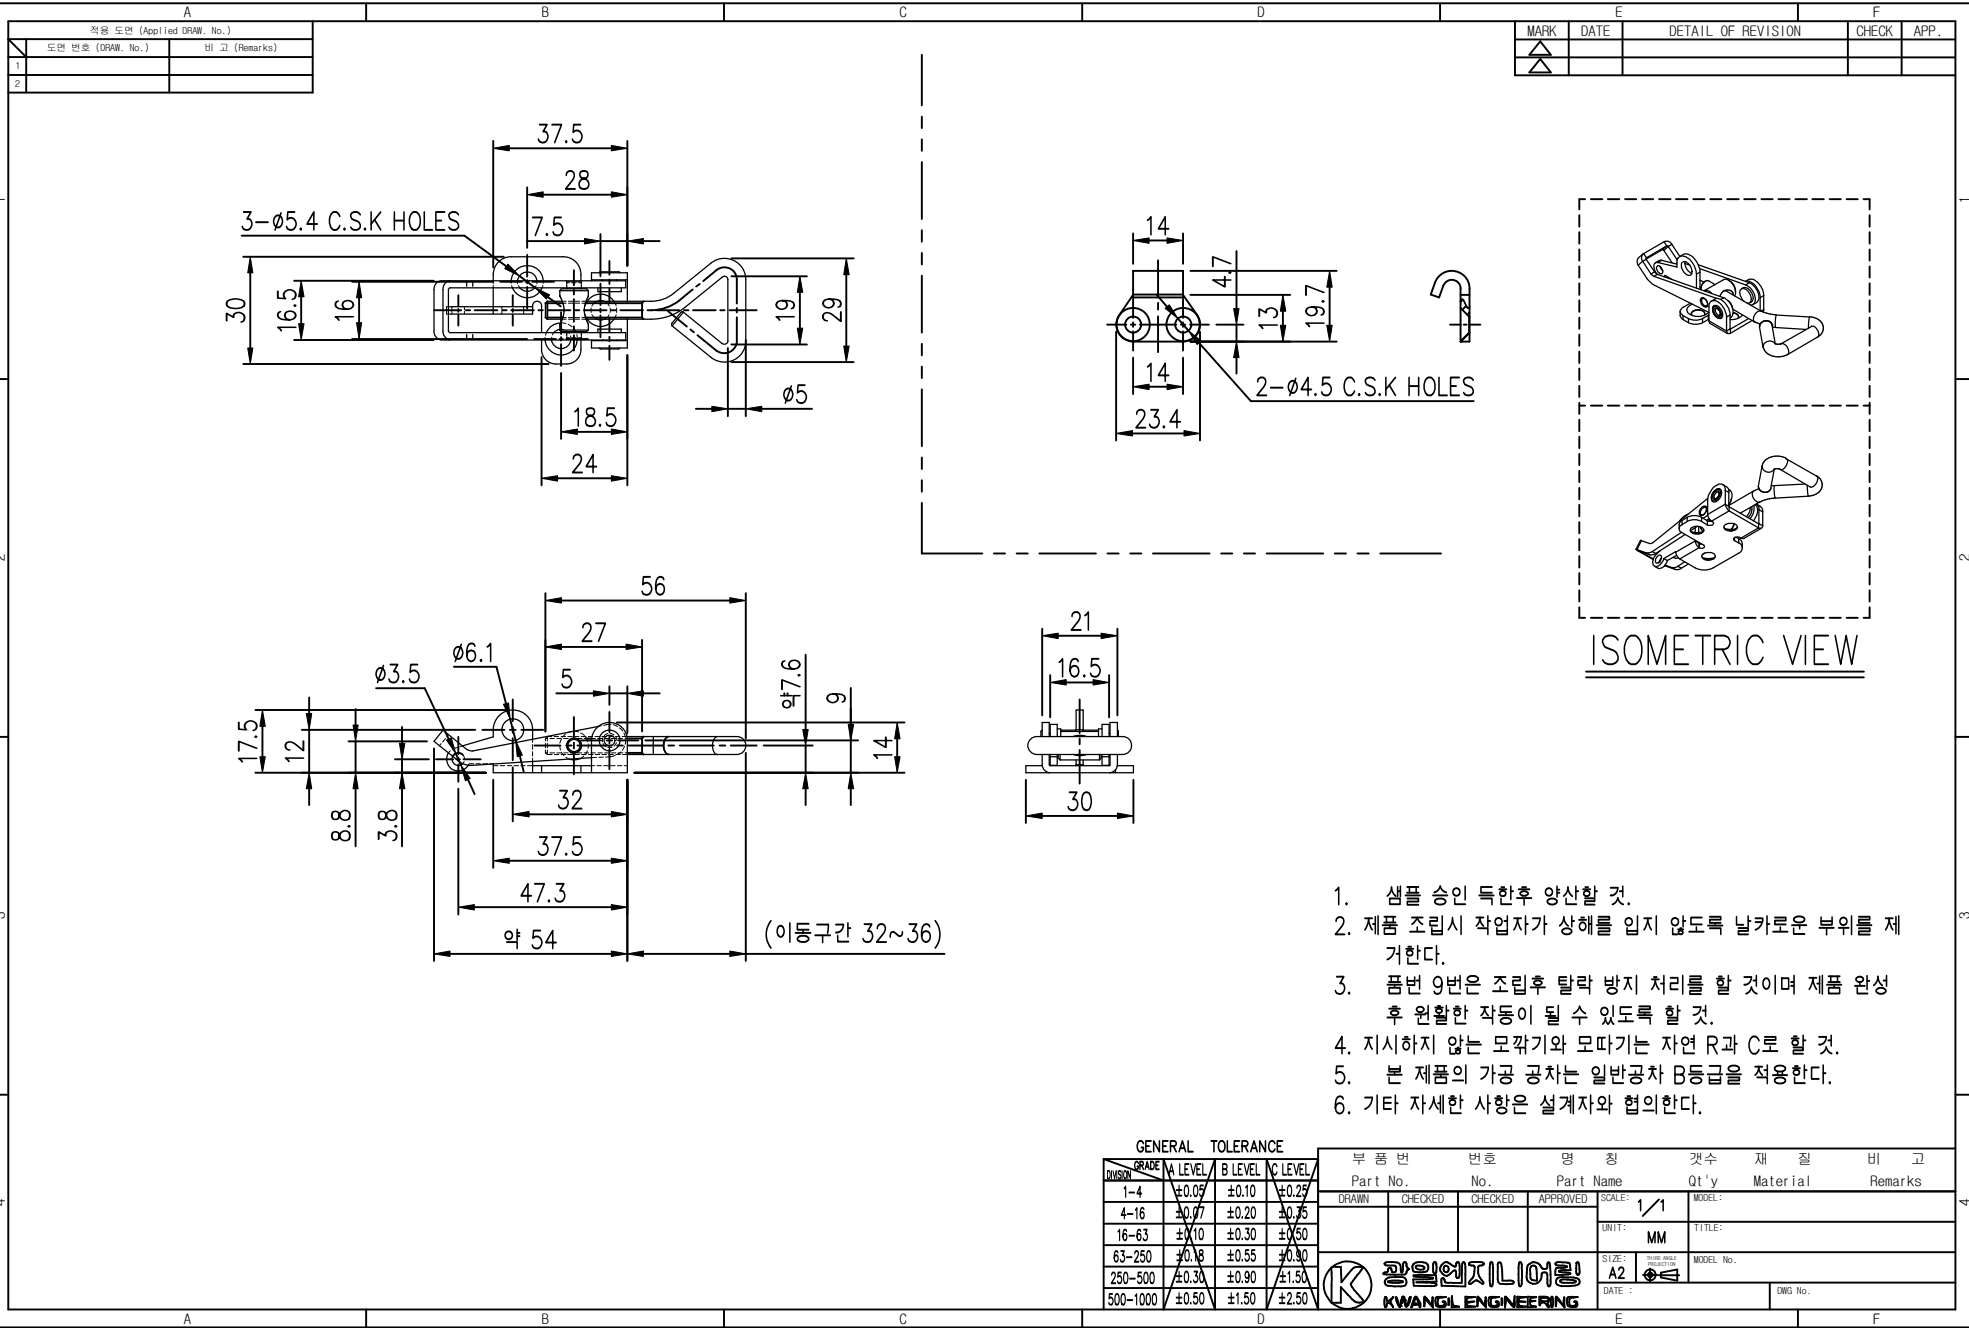 A B C D E F
적용 도면 (Applied DRAW. No.)
도면 번호 (DRAW. No.) 비 고 (Remarks)
1
2
MARK DATE DETAIL OF REVISION CHECK APP.
37.5
28
3-ø5.4 C.S.K HOLES
7.5
30
16.5
16
19
29
ø5
18.5
24
14
4.7
13
19.7
14
2-ø4.5 C.S.K HOLES
23.4
ISOMETRIC VIEW
56
27
ø6.1
ø3.5
5
약7.6
9
17.5
12
14
8.8
3.8
32
37.5
47.3
약 54
(이동구간 32~36)
21
16.5
30
1. 샘플 승인 득한후 양산할 것.
2. 제품 조립시 작업자가 상해를 입지 않도록 날카로운 부위를 제
거한다.
3. 품번 9번은 조립후 탈락 방지 처리를 할 것이며 제품 완성
후 원활한 작동이 될 수 있도록 할 것.
4. 지시하지 않는 모깎기와 모따기는 자연 R과 C로 할 것.
5. 본 제품의 가공 공차는 일반공차 B등급을 적용한다.
6. 기타 자세한 사항은 설계자와 협의한다.
GENERAL TOLERANCE
DIVISION GRADE A LEVEL B LEVEL C LEVEL
1-4 ±0.05 ±0.10 ±0.25
4-16 ±0.07 ±0.20 ±0.35
16-63 ±0.10 ±0.30 ±0.50
63-250 ±0.18 ±0.55 ±0.90
250-500 ±0.30 ±0.90 ±1.50
500-1000 ±0.50 ±1.50 ±2.50
부 품 번 번호 명 칭 갯수 재 질 비 고
Part No. No. Part Name Qt'y Material Remarks
DRAWN CHECKED CHECKED APPROVED SCALE: 1/1 MODEL:
UNIT: MM TITLE:
SIZE: A2 THIRD ANGLE PROJECTION MODEL No.
DATE : DWG No.
K 광일엔지니어링
KWANGIL ENGINEERING
1
2
3
4
1
2
3
4
A B C D E F